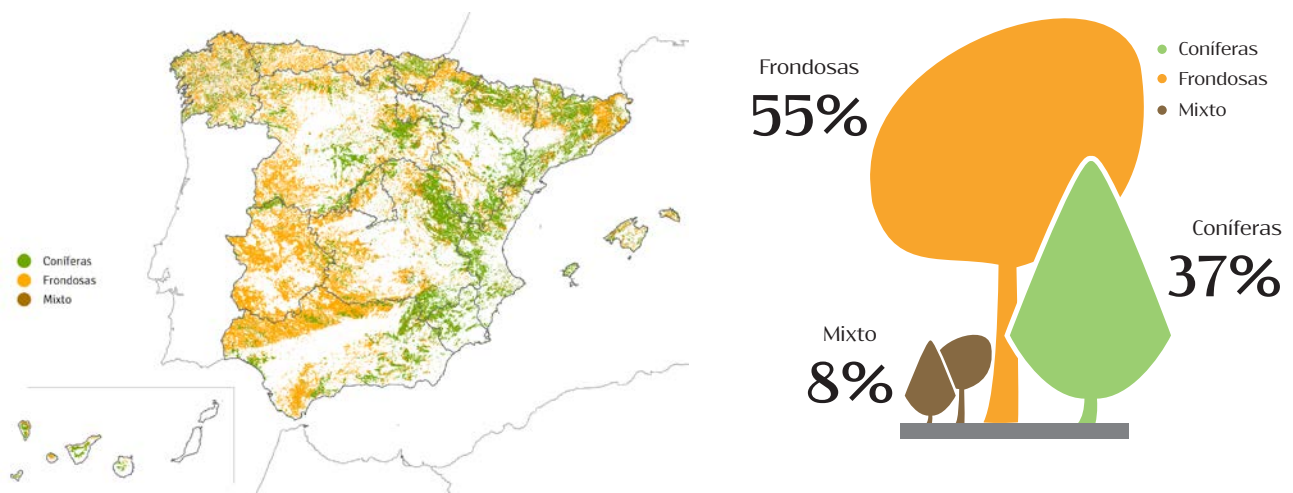 Coníferas
Frondosas
Mixto
Frondosas
55%
Coníferas
Frondosas
Mixto
Coníferas
37%
Mixto
8%